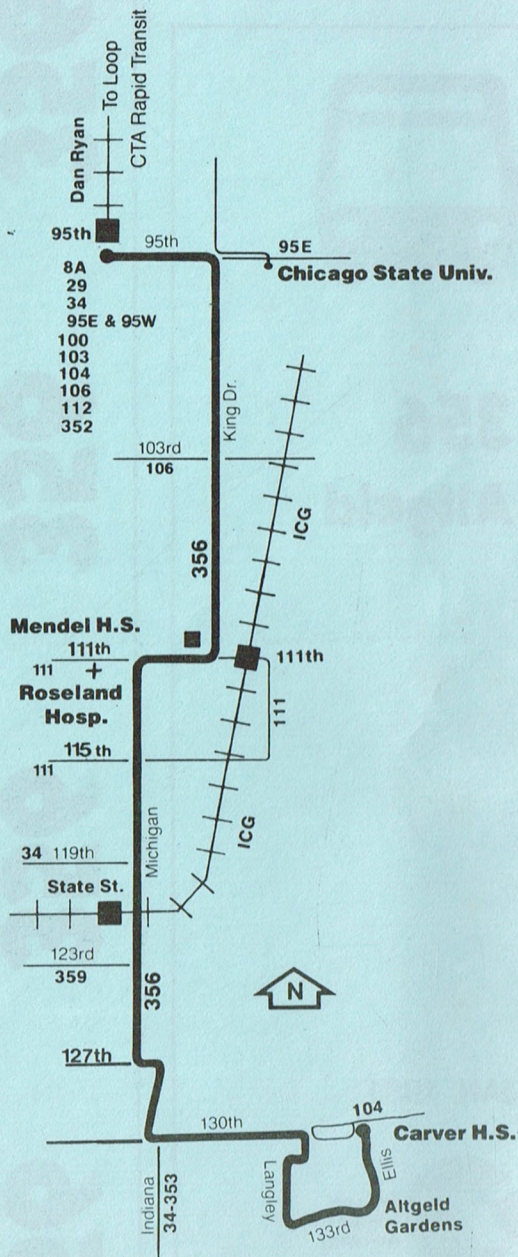 Dan Ryan
To Loop
CTA Rapid Transit
95th
95th
95E
Chicago State Univ.
8A
29
34
95E & 95W
100
103
104
106
112
352
King Dr.
103rd
106
ICG
356
Mendel H.S.
111th
111
Roseland
Hosp.
111th
111
115th
111
Michigan
ICG
34 119th
State St.
123rd
359
356
N
127th
130th
104
Carver H.S.
Indiana
34-353
Langley
Ellis
133rd
Altgeld
Gardens